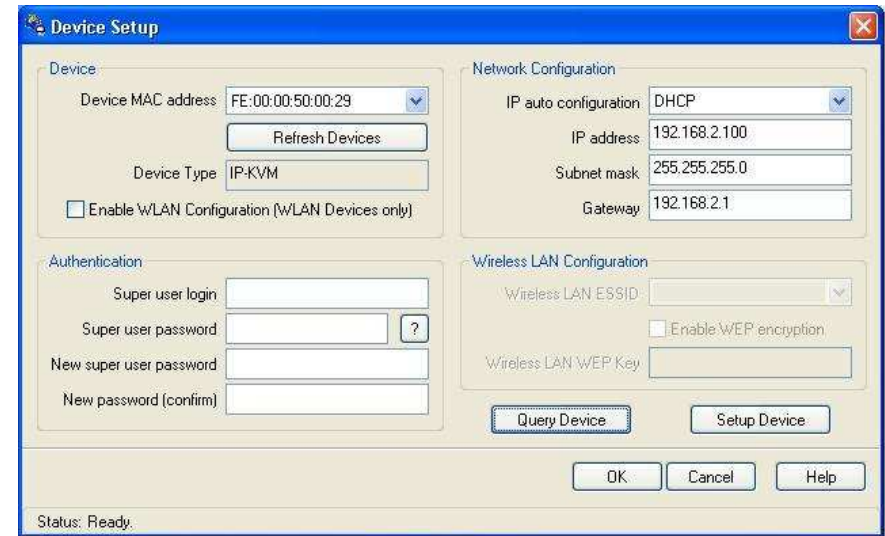 Device Setup
Device
Device MAC address FE:00:00:50:00:29
Refresh Devices
Device Type IP-KVM
Enable WLAN Configuration (WLAN Devices only)
Network Configuration
IP auto configuration DHCP
IP address 192.168.2.100
Subnet mask 255.255.255.0
Gateway 192.168.2.1
Authentication
Super user login
Super user password ?
New super user password
New password (confirm)
Wireless LAN Configuration
Wireless LAN ESSID
Enable WEP encryption
Wireless LAN WEP Key
Query Device Setup Device
OK Cancel Help
Status: Ready.